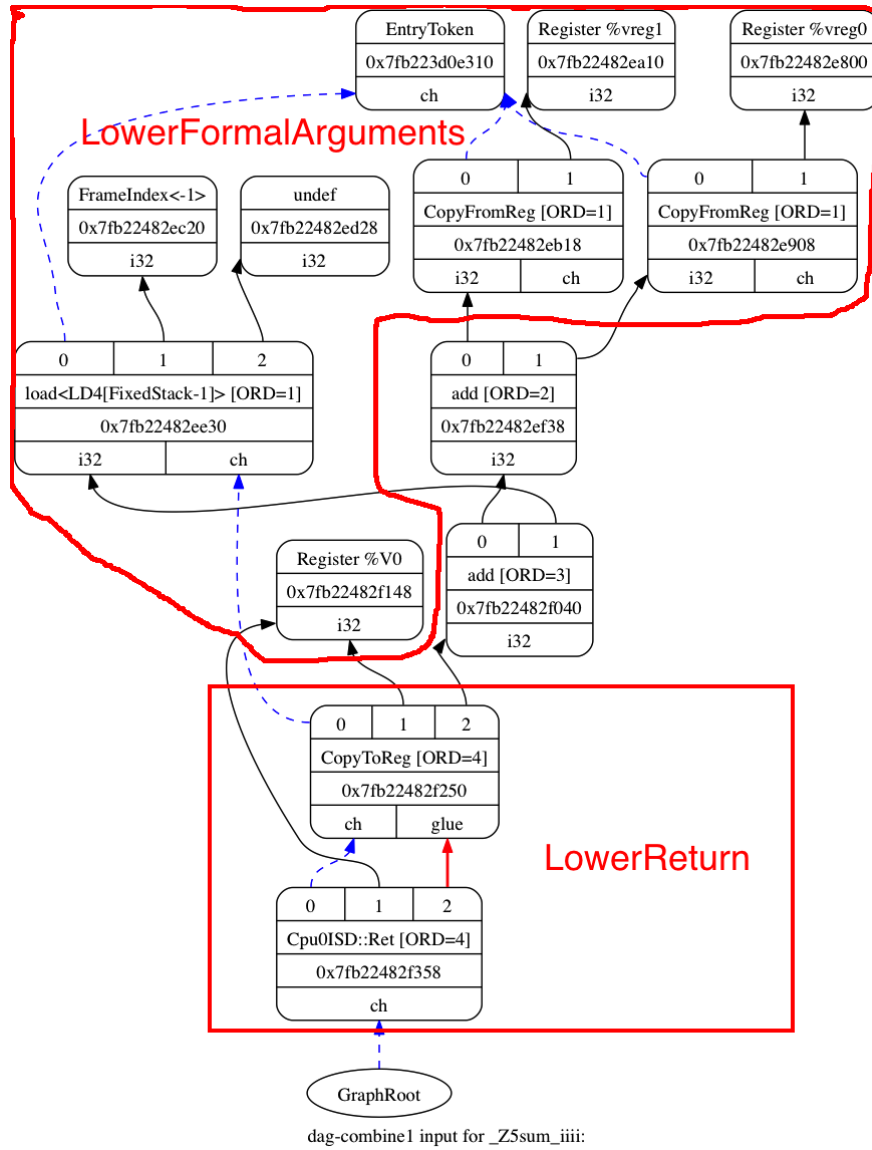 EntryToken
0x7fb223d0e310
ch
Register %vreg1
0x7fb22482ea10
i32
Register %vreg0
0x7fb22482e800
i32
LowerFormalArguments
FrameIndex<-1>
0x7fb22482ec20
i32
undef
0x7fb22482ed28
i32
0 1
CopyFromReg [ORD=1]
0x7fb22482eb18
i32 ch
0 1
CopyFromReg [ORD=1]
0x7fb22482e908
i32 ch
0 1 2
load<LD4[FixedStack-1]> [ORD=1]
0x7fb22482ee30
i32 ch
0 1
add [ORD=2]
0x7fb22482ef38
i32
0 1
add [ORD=3]
0x7fb22482f040
i32
Register %V0
0x7fb22482f148
i32
0 1 2
CopyToReg [ORD=4]
0x7fb22482f250
ch glue
LowerReturn
0 1 2
Cpu0ISD::Ret [ORD=4]
0x7fb22482f358
ch
GraphRoot
dag-combine1 input for _Z5sum_iiii: